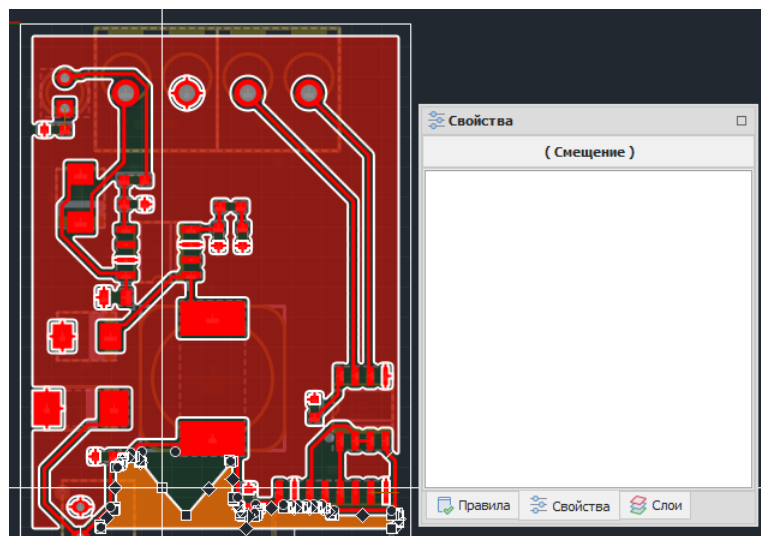 Свойства
( Смещение )
Правила
Свойства
Слои